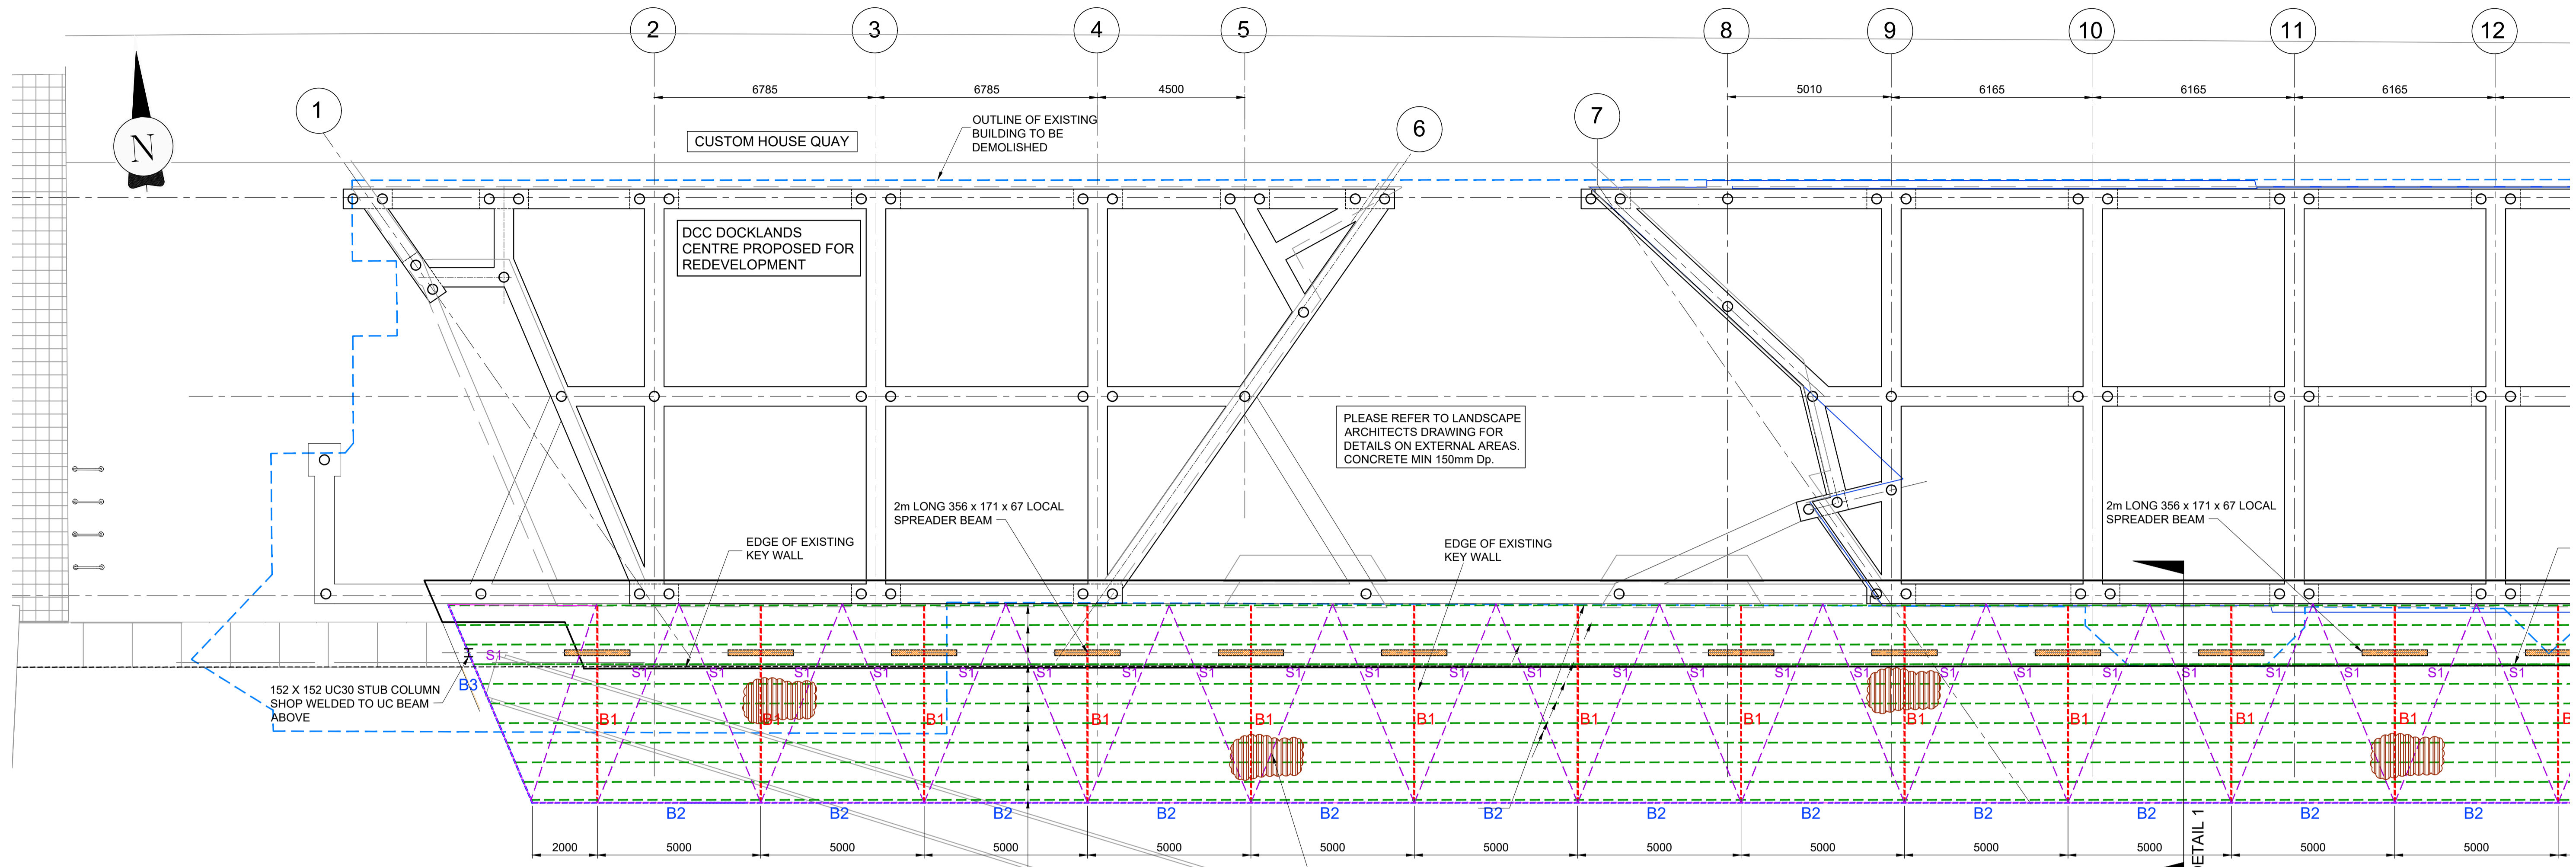 2
3
4
5
8
9
10
11
12
6785
6785
4500
5010
6165
6165
6165
1
6
7
N
CUSTOM HOUSE QUAY
OUTLINE OF EXISTING
BUILDING TO BE
DEMOLISHED
DCC DOCKLANDS
CENTRE PROPOSED FOR
REDEVELOPMENT
PLEASE REFER TO LANDSCAPE
ARCHITECTS DRAWING FOR
DETAILS ON EXTERNAL AREAS.
CONCRETE MIN 150mm Dp.
2m LONG 356 x 171 x 67 LOCAL
SPREADER BEAM
2m LONG 356 x 171 x 67 LOCAL
SPREADER BEAM
EDGE OF EXISTING
KEY WALL
EDGE OF EXISTING
KEY WALL
S1
S1 S1 S1 S1 S1 S1 S1 S1 S1 S1 S1 S1 S1 S1 S1 S1 S1 S1 S1 S1 S1 S1 S1 S1
B3
152 X 152 UC30 STUB COLUMN
SHOP WELDED TO UC BEAM
ABOVE
B1 B1 B1 B1 B1 B1 B1 B1 B1 B1 B1 B1
B2 B2 B2 B2 B2 B2 B2 B2 B2 B2 B2 B2
DETAIL 1
2000 5000 5000 5000 5000 5000 5000 5000 5000 5000 5000 5000 5000